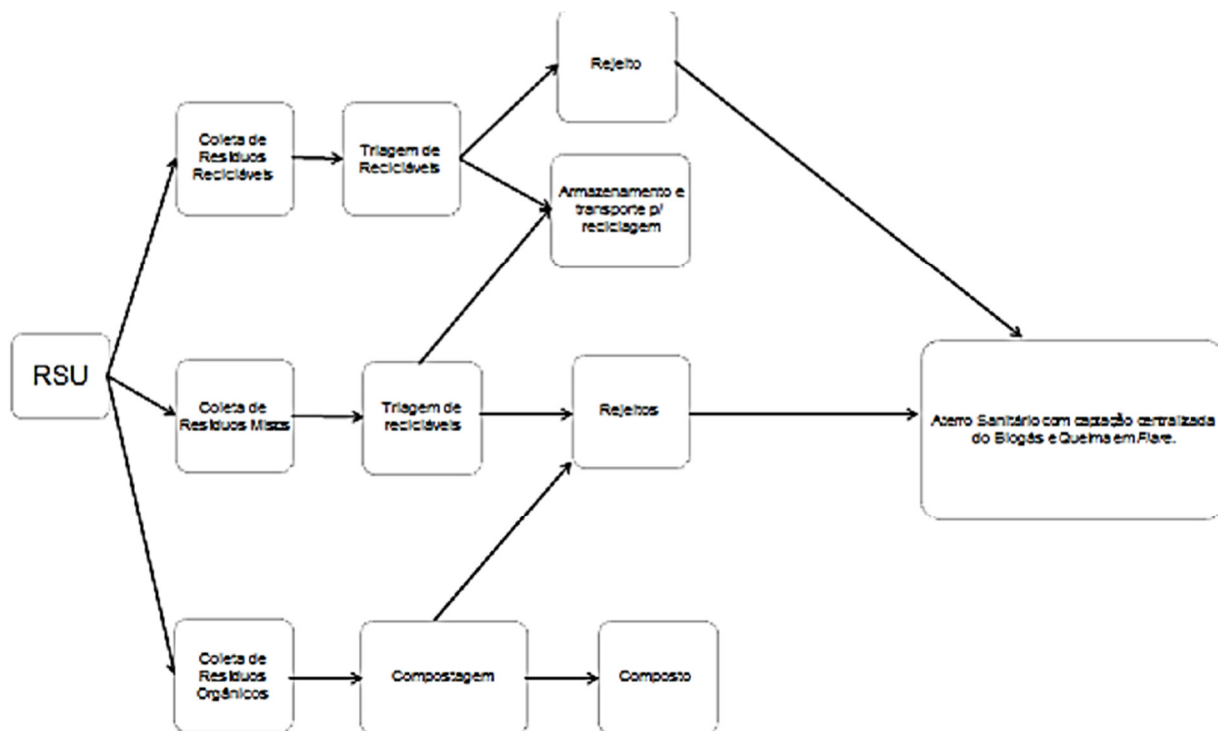 Rejeito
Coleta de
Resíduos
Recicláveis
Triagem de
Recicláveis
Armazenamento e
transporte p/
reciclagem
RSU
Coleta de
Resíduos Mistos
Triagem de
recicláveis
Rejeitos
Aterro Sanitário com captação centralizada
do Biogás e Queima em Flare.
Coleta de
Resíduos
Orgânicos
Compostagem
Composto